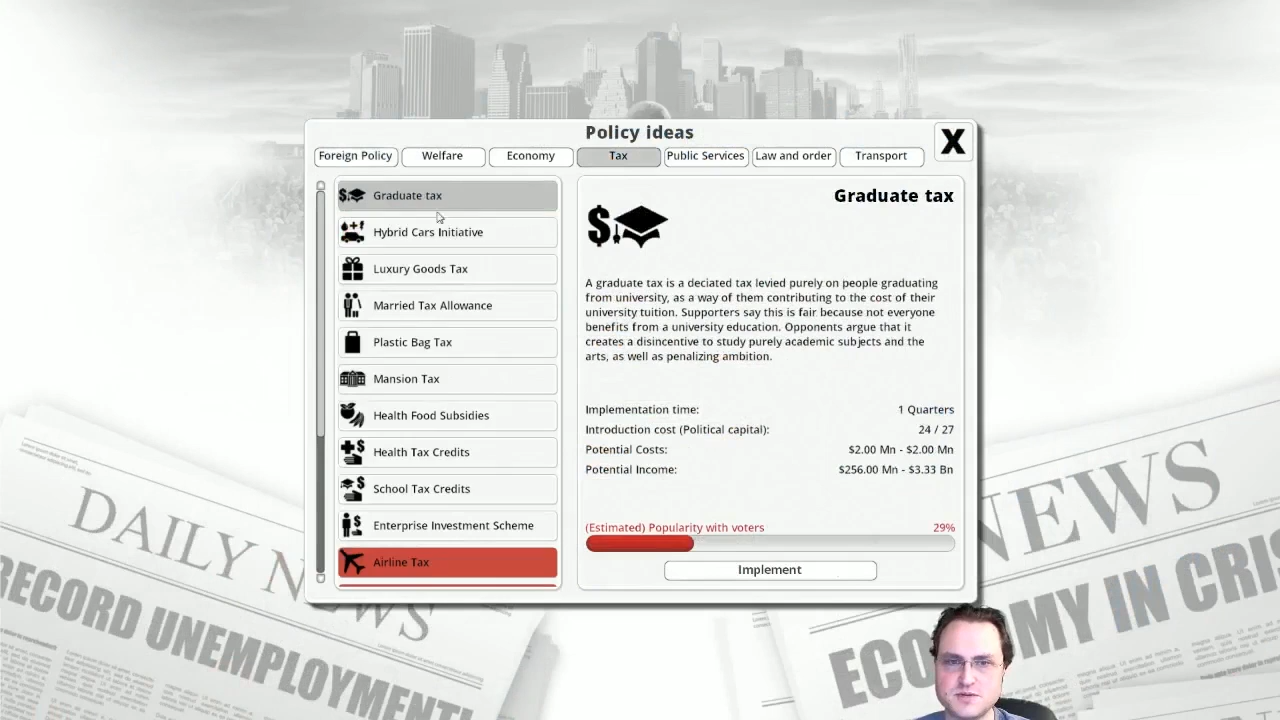 Policy ideas
X
Foreign Policy
Welfare
Economy
Tax
Public Services
Law and order
Transport
Graduate tax
Hybrid Cars Initiative
Luxury Goods Tax
Married Tax Allowance
Plastic Bag Tax
Mansion Tax
Health Food Subsidies
Health Tax Credits
School Tax Credits
Enterprise Investment Scheme
Airline Tax
Graduate tax
A graduate tax is a deciated tax levied purely on people graduating
from university, as a way of them contributing to the cost of their
university tuition. Supporters say this is fair because not everyone
benefits from a university education. Opponents argue that it
creates a disincentive to study purely academic subjects and the
arts, as well as penalizing ambition.
Implementation time: 1 Quarters
Introduction cost (Political capital): 24 / 27
Potential Costs: $2.00 Mn - $2.00 Mn
Potential Income: $256.00 Mn - $3.33 Bn
(Estimated) Popularity with voters 29%
Implement
DAILY NEWS
RECORD UNEMPLOYMENT
NEWS
ECONOMY IN CRIS